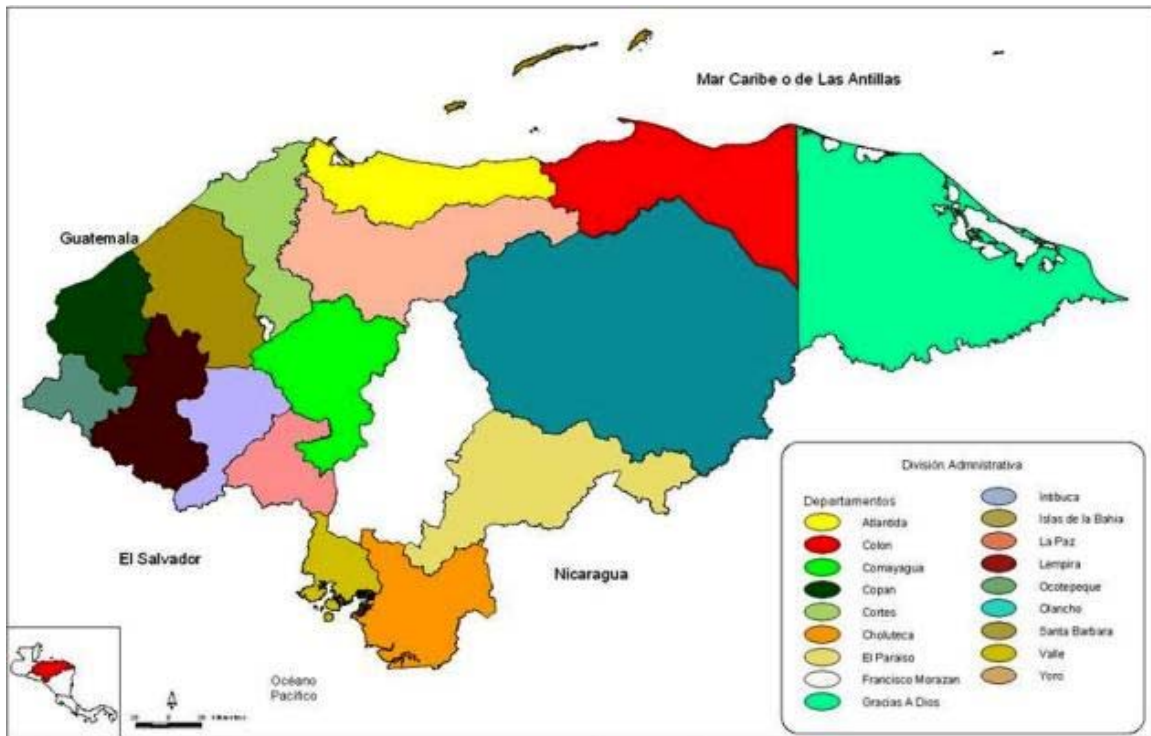 Mar Caribe o de Las Antillas
Guatemala
El Salvador
Nicaragua
Océano
Pacífico
División Admnistrativa
Departamentos
Atlantida
Colon
Comayagua
Copan
Cortes
Choluteca
El Paraiso
Francisco Morazan
Gracias A Dios
Intibuca
Islas de la Bahia
La Paz
Lempira
Ocotepeque
Olancho
Santa Barbara
Valle
Yoro